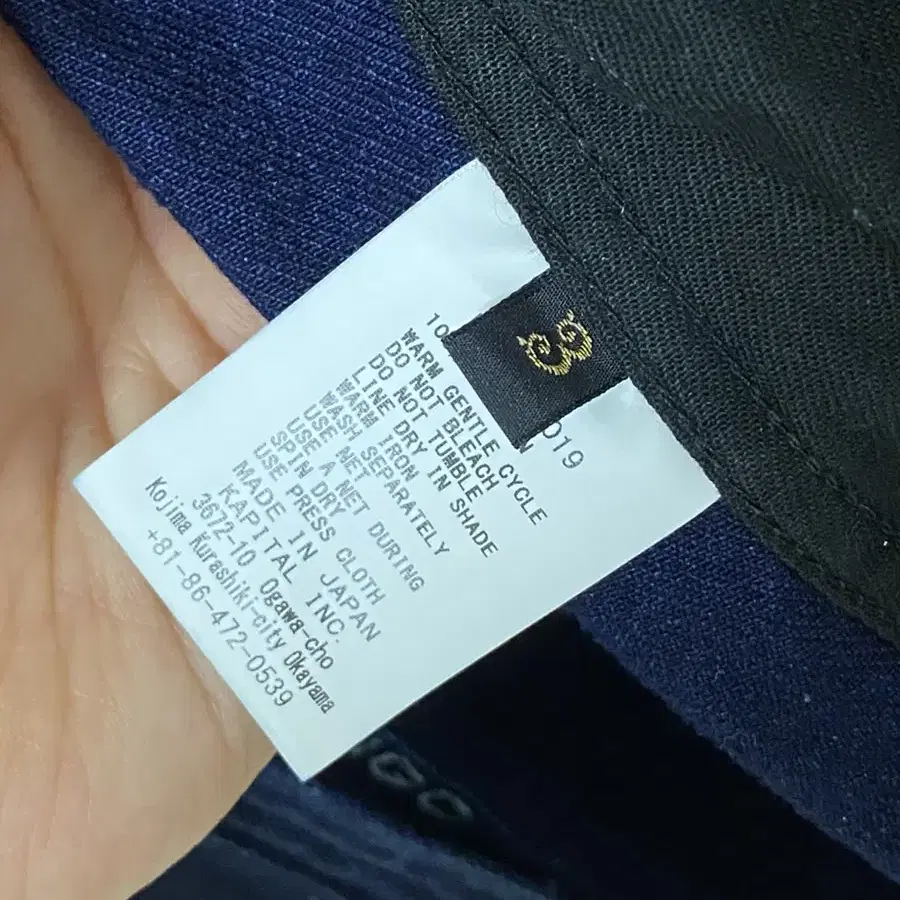 WARM GENTLE CYCLE
DO NOT BLEACH
DO NOT TUMBLE
LINE DRY IN SHADE
WARM IRON
WASH SEPARATELY
USE A NET DURING
SPIN DRY
USE PRESS CLOTH
MADE IN JAPAN
KAPITAL INC.
3672-10 Ogawa-cho
Kojima Kurashiki-city Okayama
+81-86-472-0539